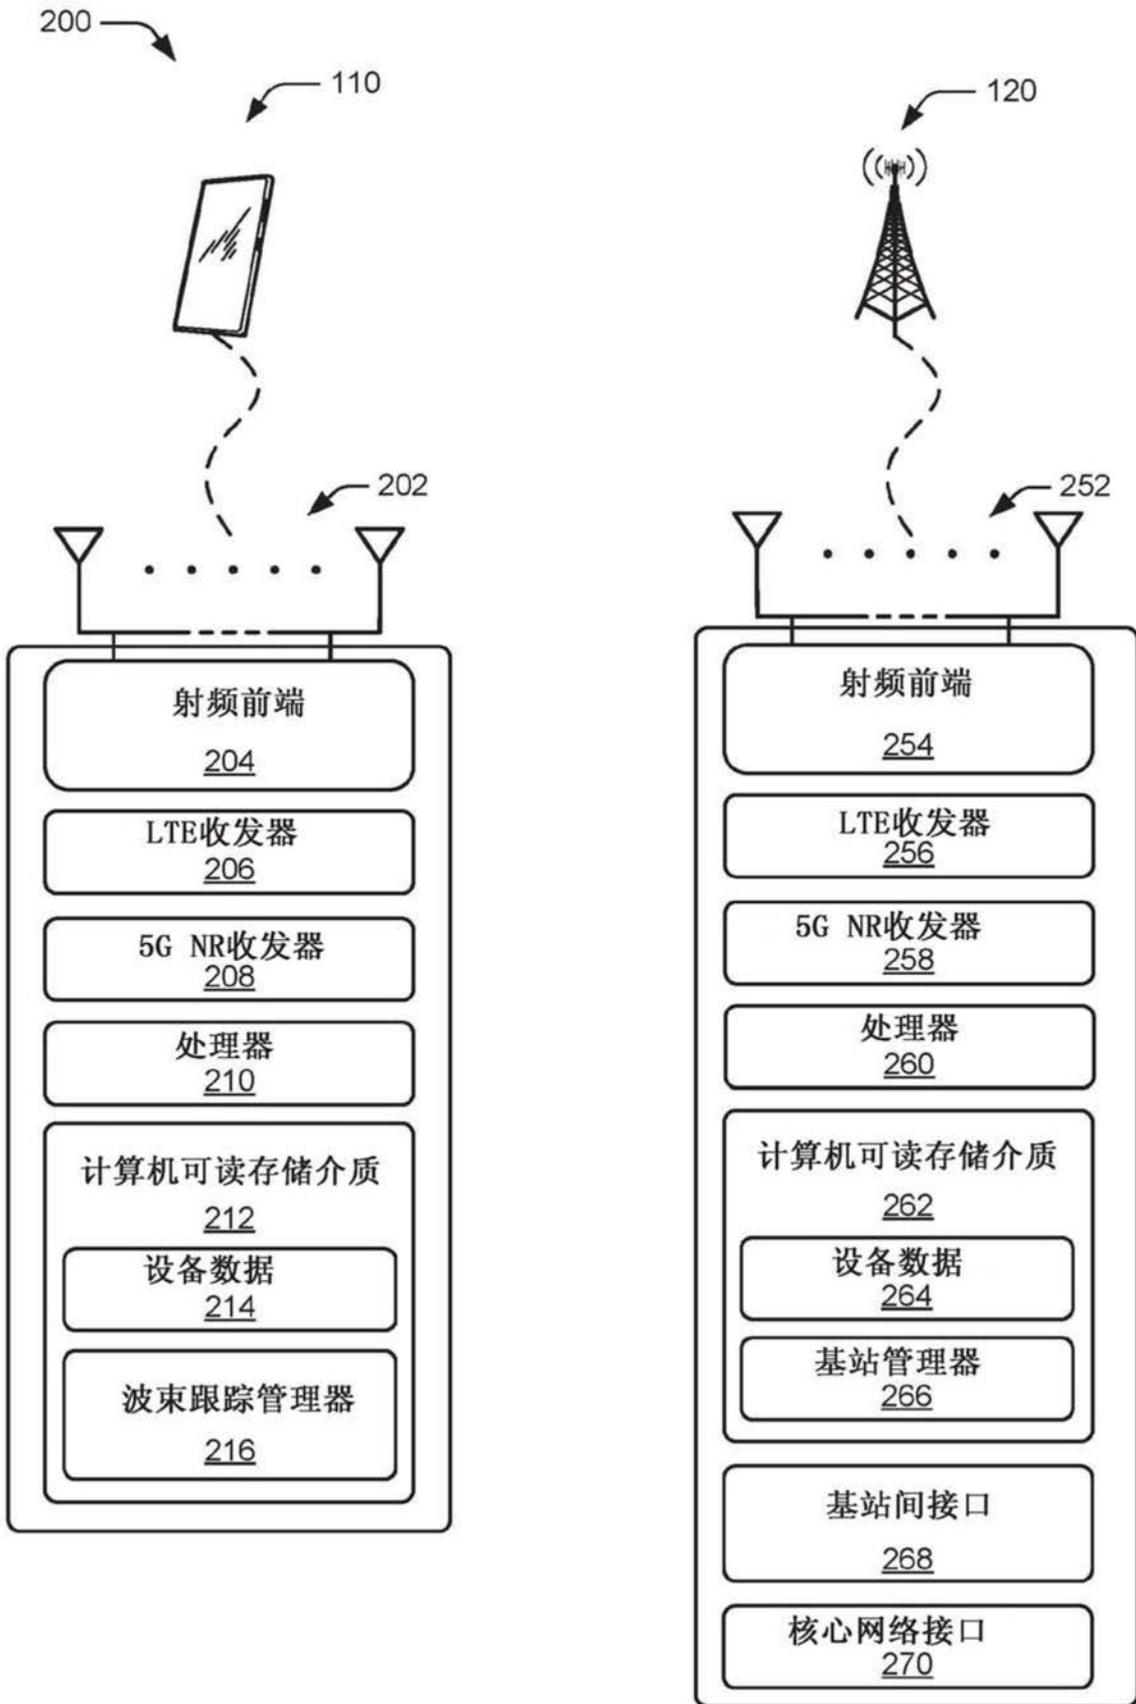 200
110
120
202
252
射频前端
204
LTE收发器
206
5G NR收发器
208
处理器
210
计算机可读存储介质
212
设备数据
214
波束跟踪管理器
216
射频前端
254
LTE收发器
256
5G NR收发器
258
处理器
260
计算机可读存储介质
262
设备数据
264
基站管理器
266
基站间接口
268
核心网络接口
270